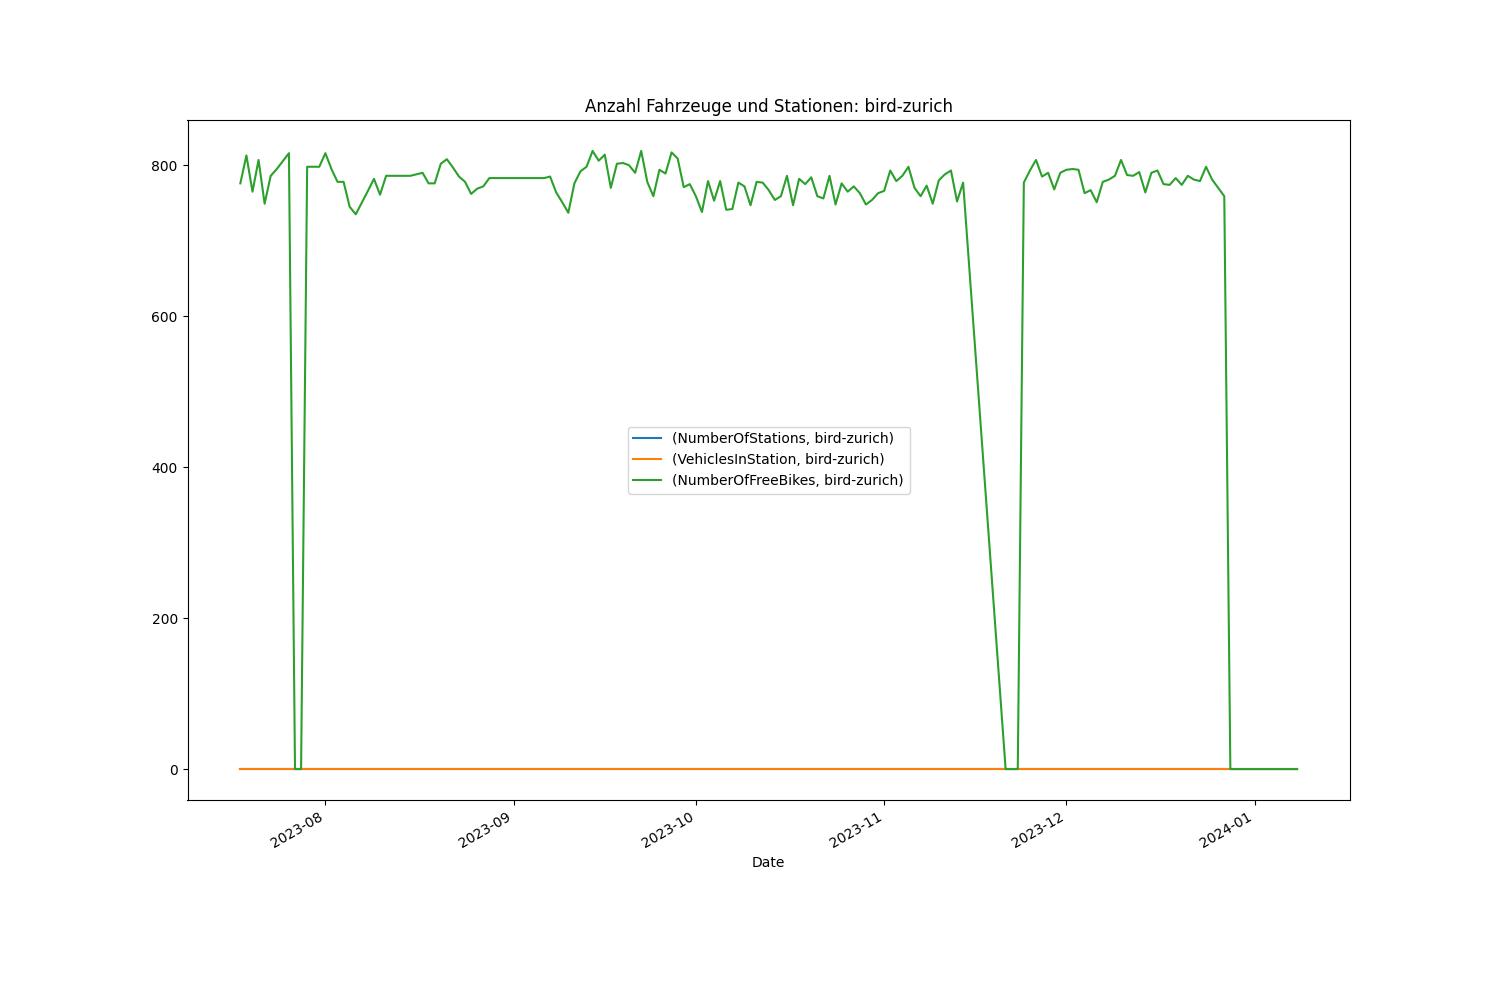 Anzahl Fahrzeuge und Stationen: bird-zurich
800
600
400
200
0
(NumberOfStations, bird-zurich)
(VehiclesInStation, bird-zurich)
(NumberOfFreeBikes, bird-zurich)
2023-08
2023-09
2023-10
2023-11
2023-12
2024-01
Date